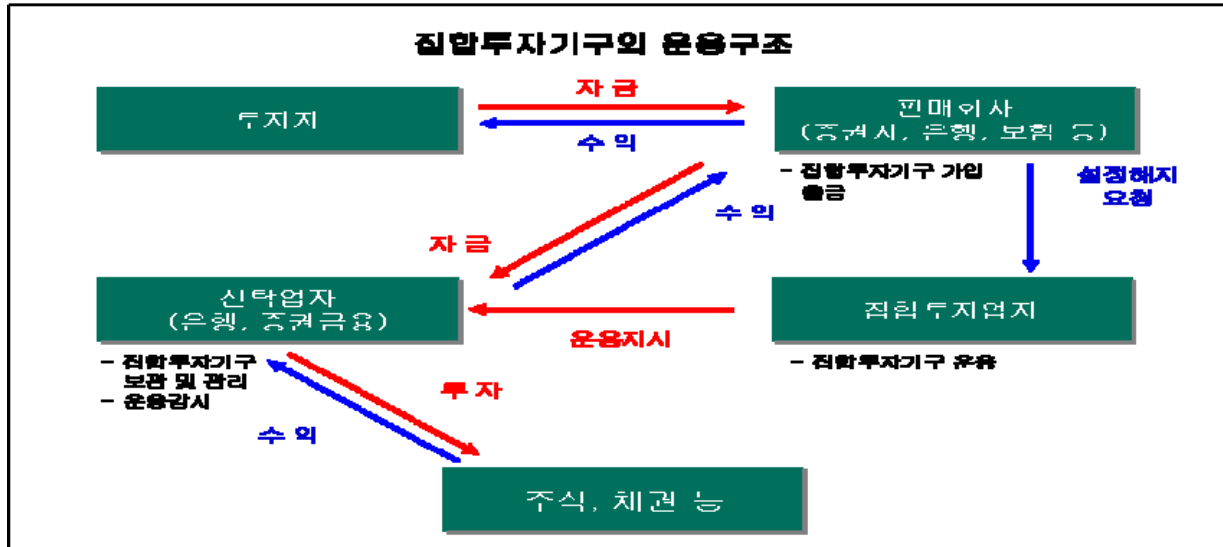 집합투자기구의 운용구조
자 금
투자자
판매회사
(증권사, 은행, 보험 등)
수 익
- 집합투자기구 가입
출금
설정해지
요청
수 익
자 금
신탁업자
(은행, 증권금융)
집합투자업자
운용지시
- 집합투자기구
보관 및 관리
- 운용감시
- 집합투자기구 운용
투 자
수 익
주식, 채권 등